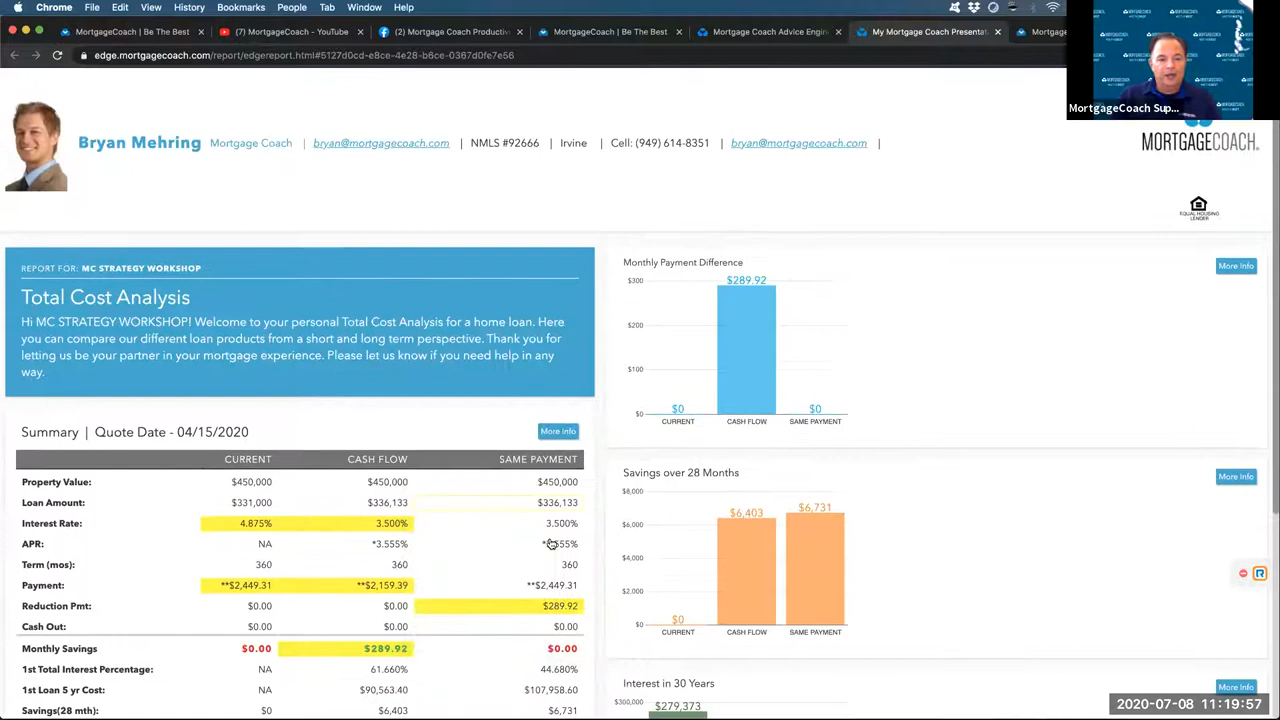 Chrome File Edit View History Bookmarks People Tab Window Help
MortgageCoach | Be The Best × (7) MortgageCoach - YouTube × (2) Mortgage Coach Productiv × MortgageCoach | Be The Best × Mortgage Coach Advice Engin × My Mortgage Coach Presentat × Mortga
edge.mortgagecoach.com/report/edgereport.html#5127d0cd-e8ce-4c28-a8ce-0367df0fec56
MortgageCoach Sup...
Bryan Mehring Mortgage Coach | bryan@mortgagecoach.com | NMLS #92666 | Irvine | Cell: (949) 614-8351 | bryan@mortgagecoach.com |
MORTGAGECOACH.
EQUAL HOUSING
LENDER
REPORT FOR: MC STRATEGY WORKSHOP
Total Cost Analysis
Hi MC STRATEGY WORKSHOP! Welcome to your personal Total Cost Analysis for a home loan. Here
you can compare our different loan products from a short and long term perspective. Thank you for
letting us be your partner in your mortgage experience. Please let us know if you need help in any
way.
Summary | Quote Date - 04/15/2020 More Info
CURRENT CASH FLOW SAME PAYMENT
Property Value: $450,000 $450,000 $450,000
Loan Amount: $331,000 $336,133 $336,133
Interest Rate: 4.875% 3.500% 3.500%
APR: NA *3.555% *3.555%
Term (mos): 360 360 360
Payment: **$2,449.31 **$2,159.39 **$2,449.31
Reduction Pmt: $0.00 $0.00 $289.92
Cash Out: $0.00 $0.00 $0.00
Monthly Savings $0.00 $289.92 $0.00
1st Total Interest Percentage: NA 61.660% 44.680%
1st Loan 5 yr Cost: NA $90,563.40 $107,958.60
Savings(28 mth): $0 $6,403 $6,731
Monthly Payment Difference More Info
$300
$200
$100
$0
$0 $289.92 $0
CURRENT CASH FLOW SAME PAYMENT
Savings over 28 Months More Info
$8,000
$6,000
$4,000
$2,000
$0
$0 $6,403 $6,731
CURRENT CASH FLOW SAME PAYMENT
Interest in 30 Years More Info
$300,000
$279,373
2020-07-08 11:19:57